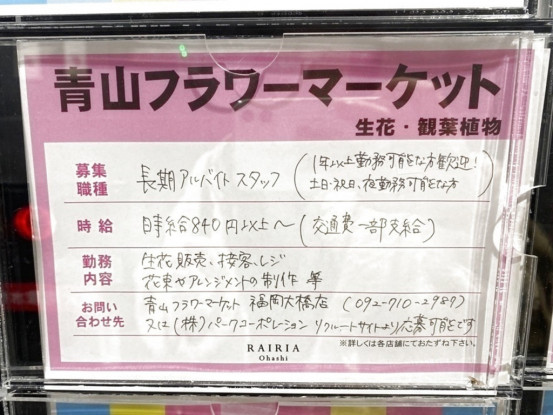 青山フラワーマーケット
生花・観葉植物
募集職種
長期アルバイトスタッフ
(1年以上勤務可能な方歓迎!
土日・祝日、夜勤務可能な方)
時給
時給840円以上〜(交通費一部支給)
勤務内容
生花販売、接客、レジ
花束やアレンジメントの制作 等
お問い合わせ先
青山フラワーマーケット 福岡大橋店 (092-710-2989)
又は(株)パークコーポレーション リクルートサイトより応募可能です
※詳しくは各店舗にておたずね下さい。
RAIRIA
Ohashi